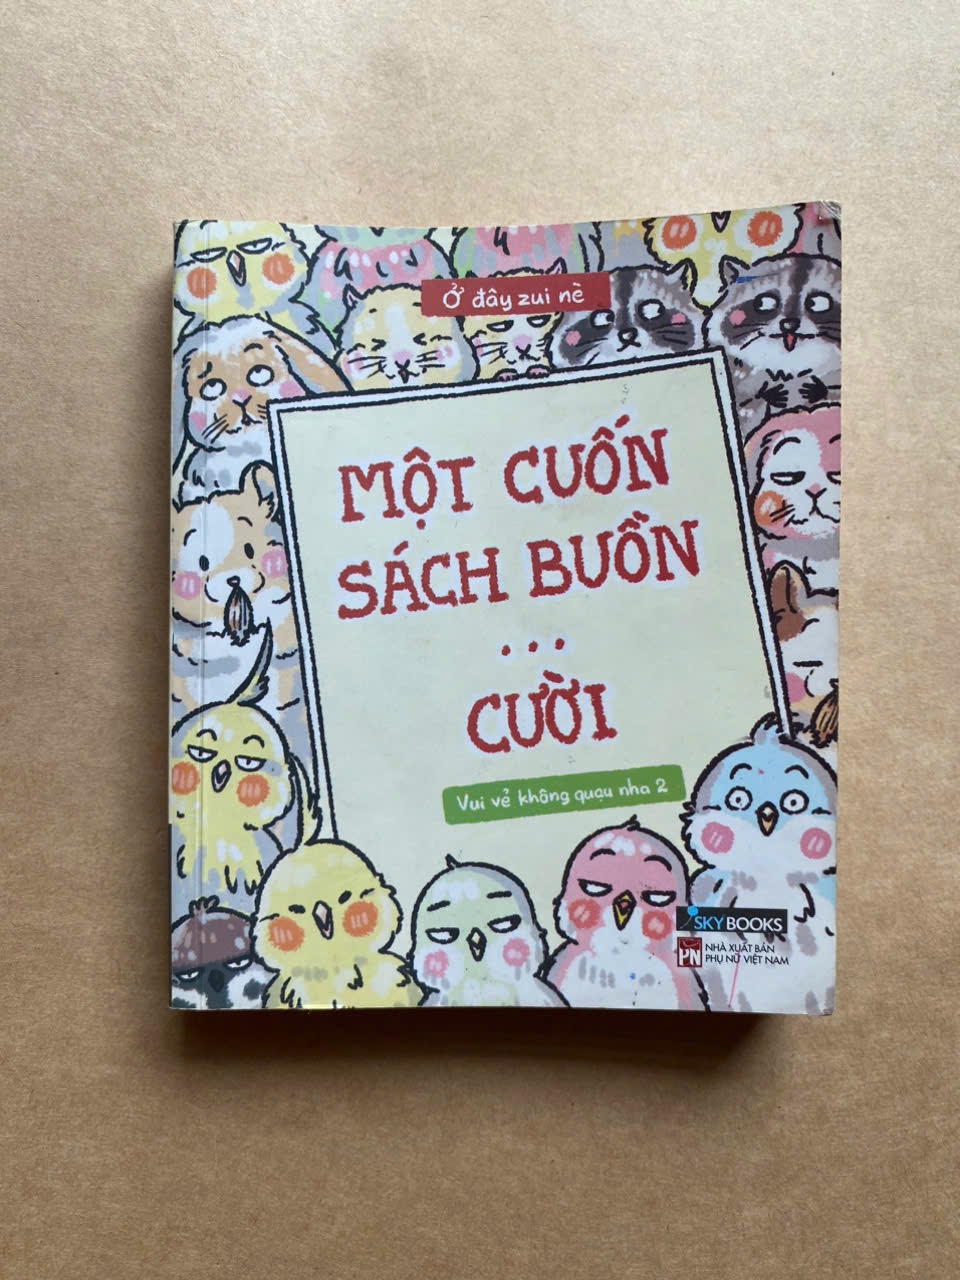 Ở đây zui nè
MỘT CUỐN
SÁCH BUỒN
...
CƯỜI
Vui vẻ không quạu nha 2
SKYBOOKS
PN
NHÀ XUẤT BẢN
PHỤ NỮ VIỆT NAM